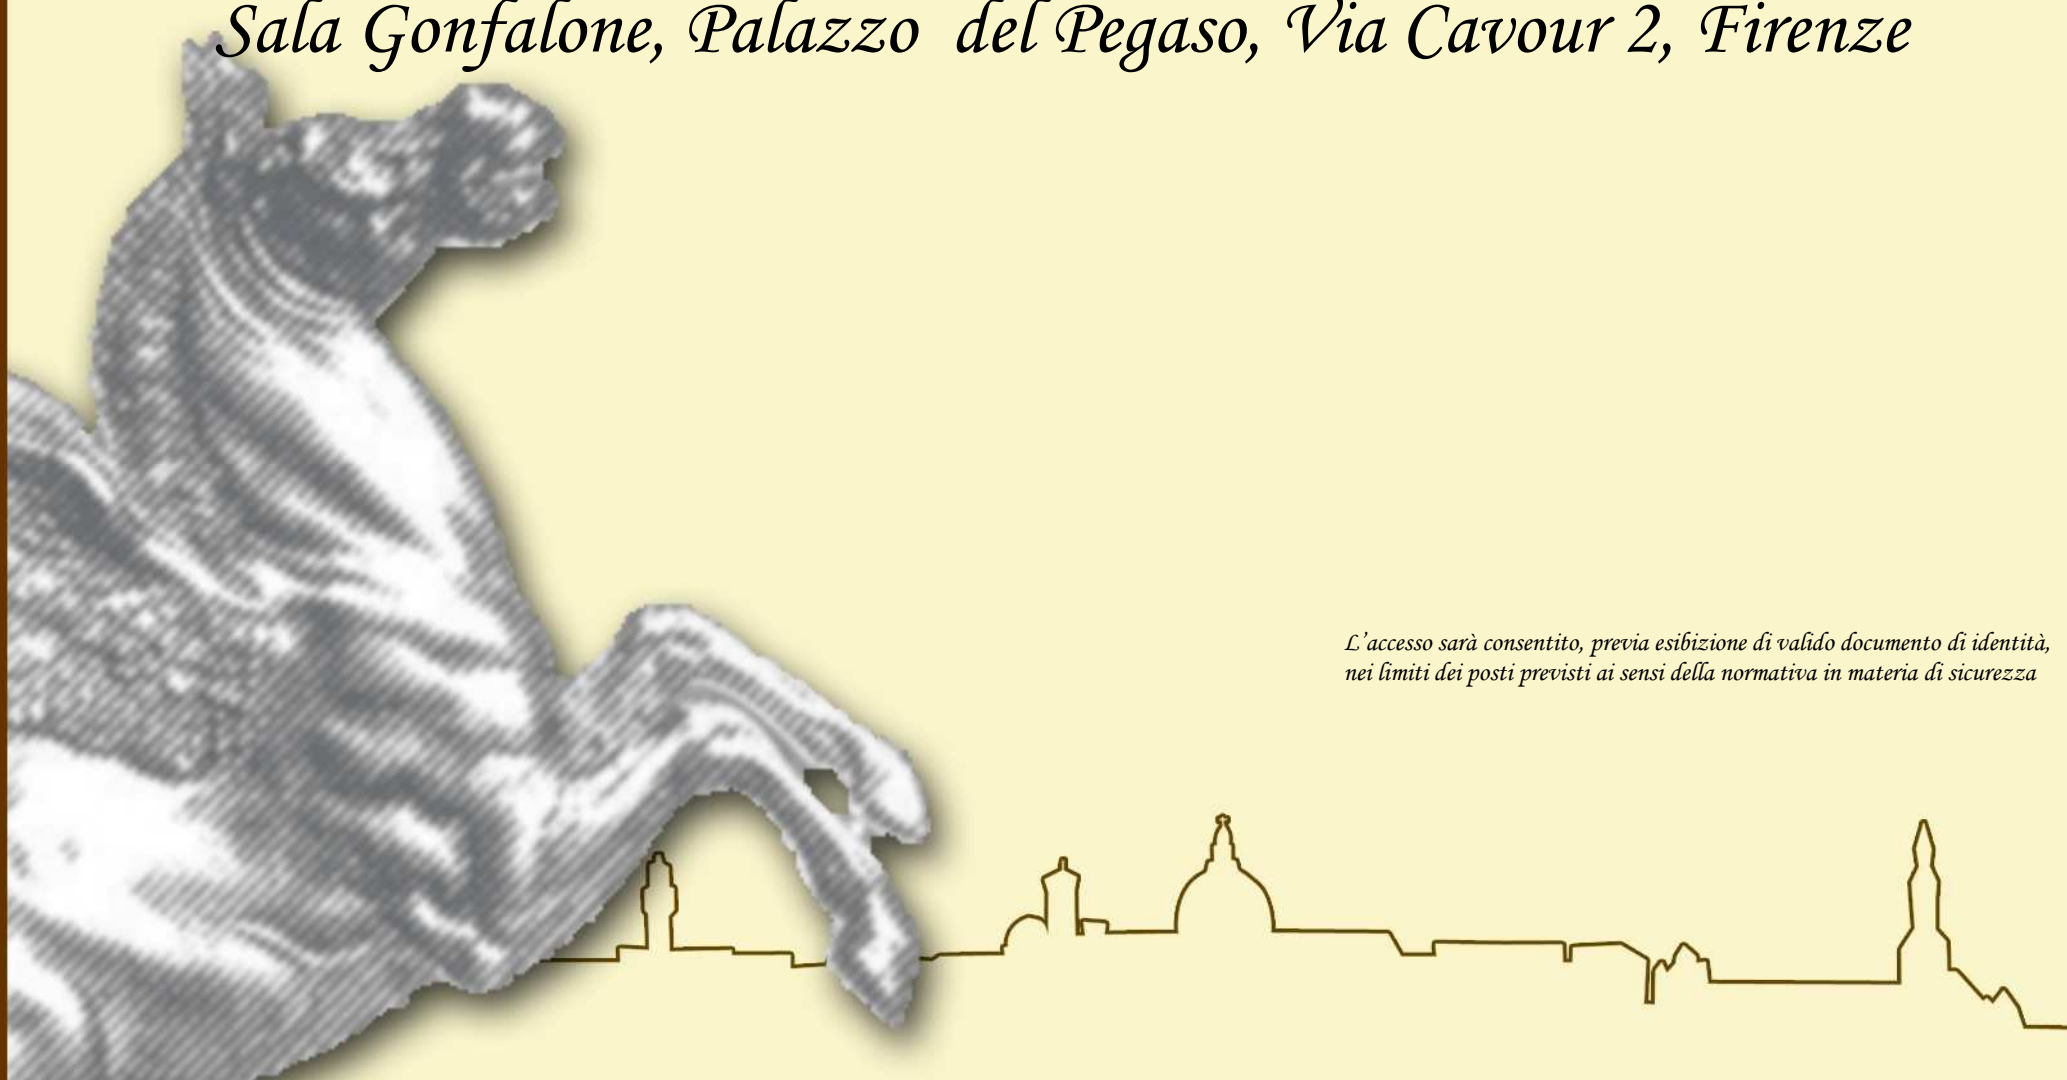 Sala Gonfalone, Palazzo del Pegaso, Via Cavour 2, Firenze
L’accesso sarà consentito, previa esibizione di valido documento di identità,
nei limiti dei posti previsti ai sensi della normativa in materia di sicurezza